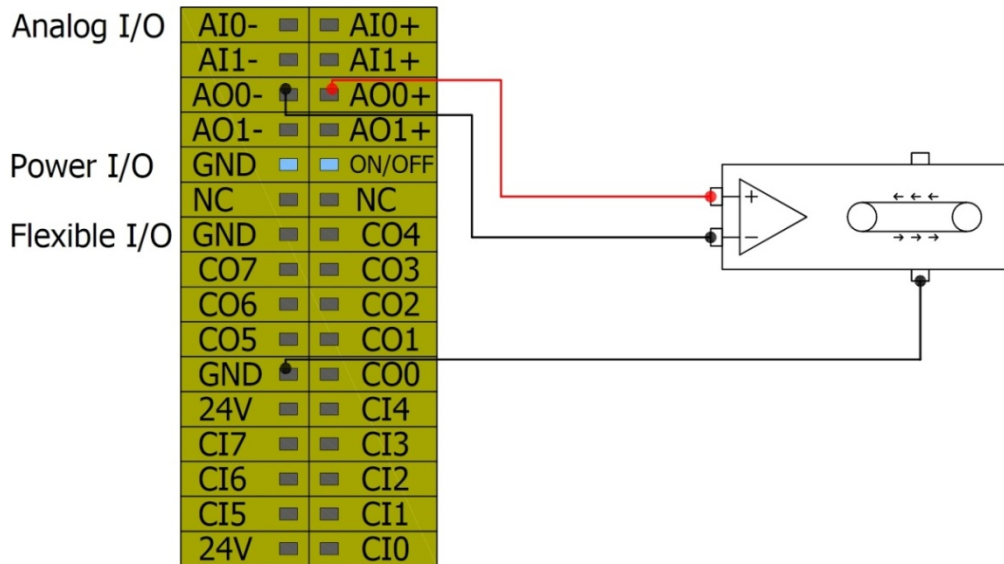 Analog I/O AI0- AI0+
AI1- AI1+
AO0- AO0+
AO1- AO1+
Power I/O GND ON/OFF
NC NC
Flexible I/O GND CO4
CO7 CO3
CO6 CO2
CO5 CO1
GND CO0
24V CI4
CI7 CI3
CI6 CI2
CI5 CI1
24V CI0
+
−
←←←
→→→